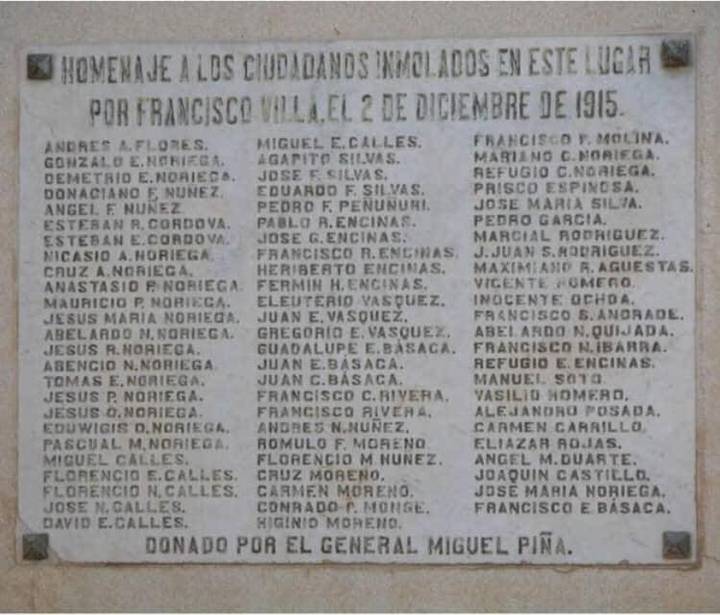 HOMENAJE A LOS CIUDADANOS INMOLADOS EN ESTE LUGAR
POR FRANCISCO VILLA, EL 2 DE DICIEMBRE DE 1915.
ANDRES A. FLORES.
GONZALO E. NORIEGA.
DEMETRIO E. NORIEGA.
DONACIANO F. NUNEZ.
ANGEL F. NUÑEZ.
ESTEBAN R. CORDOVA.
ESTEBAN E. CORDOVA.
NICASIO A. NORIEGA.
CRUZ A. NORIEGA.
ANASTASIO P. NORIEGA.
MAURICIO P. NORIEGA.
JESUS MARIA NORIEGA.
ABELARDO N. NORIEGA.
JESUS R. NORIEGA.
ASENCIO N. NORIEGA.
TOMAS E. NORIEGA.
JESUS P. NORIEGA.
JESUS O. NORIEGA.
EDUWIGIS D. NORIEGA.
PASCUAL M. NORIEGA.
MIGUEL CALLES.
FLORENCIO E. CALLES.
FLORENCIO N. CALLES.
JOSE N. CALLES.
DAVID E. CALLES.
MIGUEL E. CALLES.
AGAPITO SILVAS.
JOSE F. SILVAS.
EDUARDO F. SILVAS.
PEDRO F. PEÑUÑURI.
PABLO R. ENCINAS.
JOSE G. ENCINAS.
FRANCISCO R. ENCINAS.
HERIBERTO ENCINAS.
FERMIN H. ENCINAS.
ELEUTERIO VASQUEZ.
JUAN E. VASQUEZ.
GREGORIO E. VASQUEZ.
GUADALUPE E. BÁSACA.
JUAN E. BÁSACA.
JUAN C. BÁSACA.
FRANCISCO C. RIVERA.
FRANCISCO RIVERA.
ANDRES N. NUÑEZ.
ROMULO F. MORENO
FLORENCIO M NUNEZ.
CRUZ MORENO.
CARMEN MORENO.
CONRADO P. MONGE.
HIGINIO MORENO.
FRANCISCO F. MOLINA.
MARIANO C. NORIEGA.
REFUGIO C. NORIEGA.
PRISCO ESPINOSA.
JOSE MARIA SILVA.
PEDRO GARCIA.
MARCIAL RODRIGUEZ.
J. JUAN S. RODRIGUEZ.
MAXIMIANO R. AGUESTAS.
VICENTE ROMERO.
INOCENTE OCHOA.
FRANCISCO S. ANDRADE.
ABELARDO N. QUIJADA.
FRANCISCO N. IBARRA.
REFUGIO E. ENCINAS.
MANUEL SOTO
VASILIO ROMERO.
ALEJANDRO POSADA.
CARMEN CARRILLO.
ELIAZAR ROJAS.
ANGEL M. DUARTE.
JOAQUIN CASTILLO.
JOSE MARIA NORIEGA.
FRANCISCO E. BÁSACA.
DONADO POR EL GENERAL MIGUEL PIÑA.